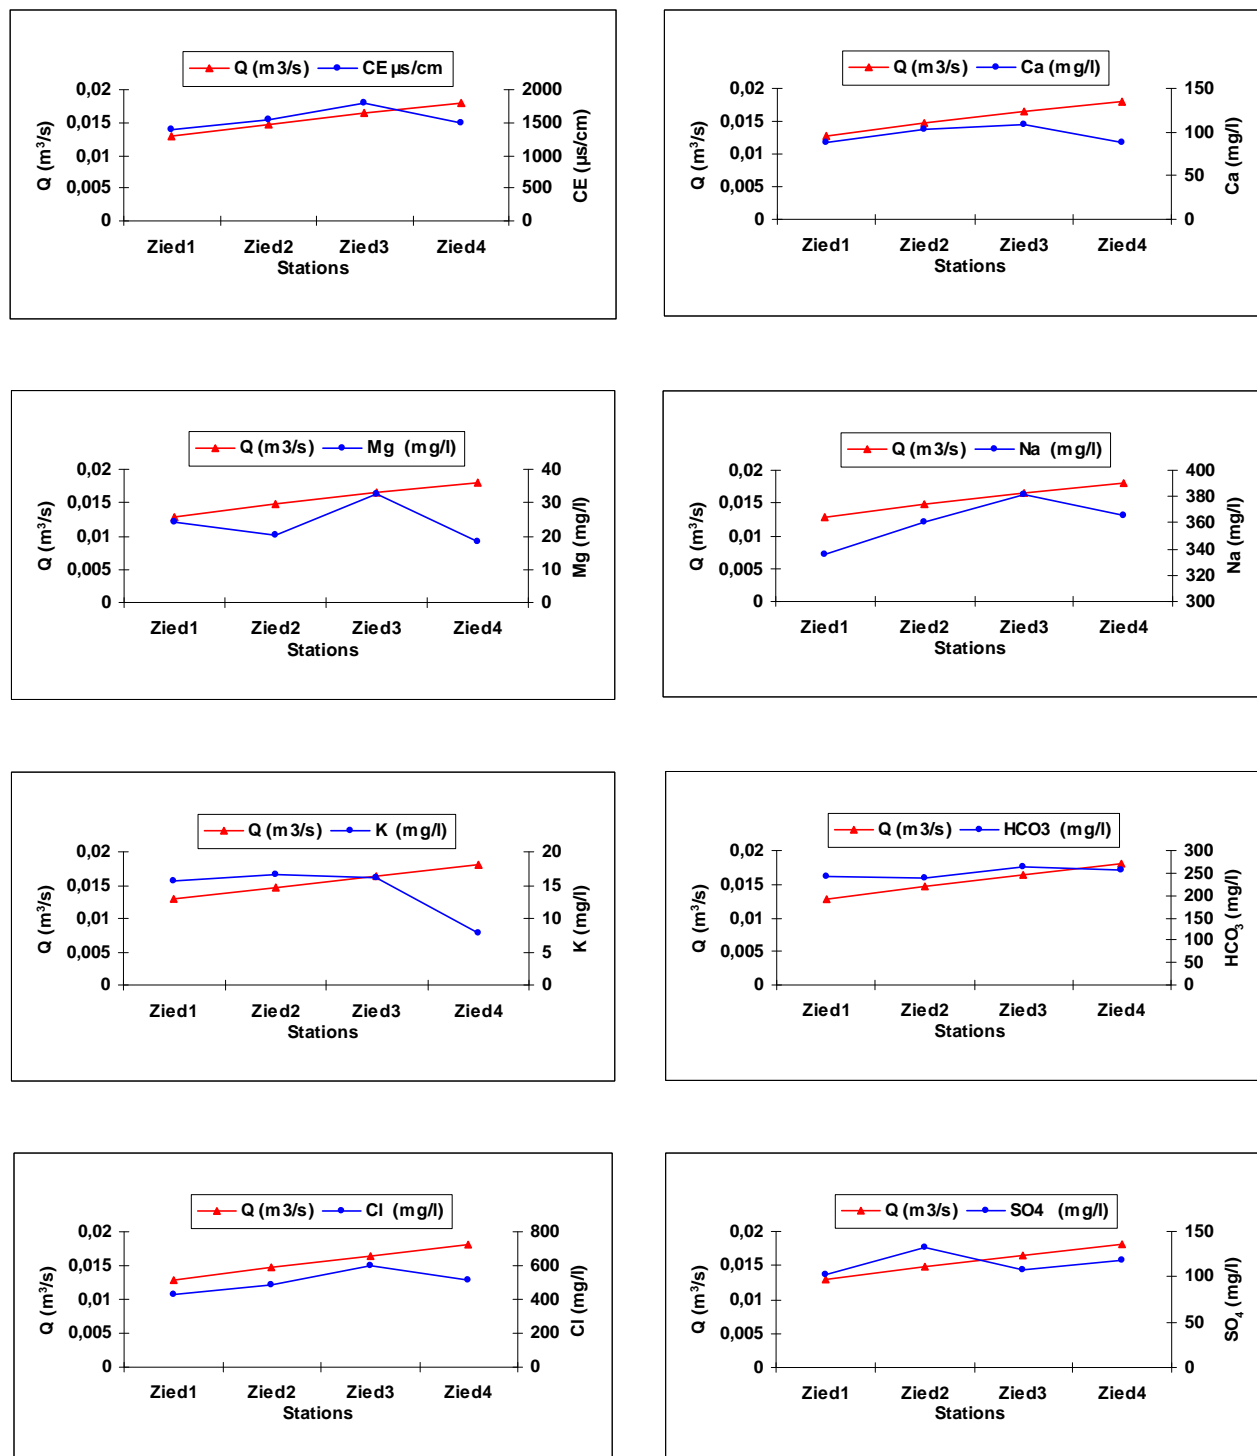 Q (m3/s) CE µs/cm
0,02 2000
0,015 1500
0,01 1000
0,005 500
0 0
Q (m³/s)
CE (µs/cm)
Zied1 Zied2 Zied3 Zied4
Stations
Q (m3/s) Ca (mg/l)
0,02 150
0,015 100
0,01 50
0,005
0 0
Q (m³/s)
Ca (mg/l)
Zied1 Zied2 Zied3 Zied4
Stations
Q (m3/s) Mg (mg/l)
0,02 40
0,015 30
0,01 20
0,005 10
0 0
Q (m³/s)
Mg (mg/l)
Zied1 Zied2 Zied3 Zied4
Stations
Q (m3/s) Na (mg/l)
0,02 400
0,015 380
0,01 360
0,005 340
0 320
300
Q (m³/s)
Na (mg/l)
Zied1 Zied2 Zied3 Zied4
Stations
Q (m3/s) K (mg/l)
0,02 20
0,015 15
0,01 10
0,005 5
0 0
Q (m³/s)
K (mg/l)
Zied1 Zied2 Zied3 Zied4
Stations
Q (m3/s) HCO3 (mg/l)
0,02 300
0,015 250
0,01 200
0,005 150
0 100
50
0
Q (m³/s)
HCO₃ (mg/l)
Zied1 Zied2 Zied3 Zied4
Stations
Q (m3/s) Cl (mg/l)
0,02 800
0,015 600
0,01 400
0,005 200
0 0
Q (m³/s)
Cl (mg/l)
Zied1 Zied2 Zied3 Zied4
Stations
Q (m3/s) SO4 (mg/l)
0,02 150
0,015 100
0,01 50
0,005
0 0
Q (m³/s)
SO₄ (mg/l)
Zied1 Zied2 Zied3 Zied4
Stations